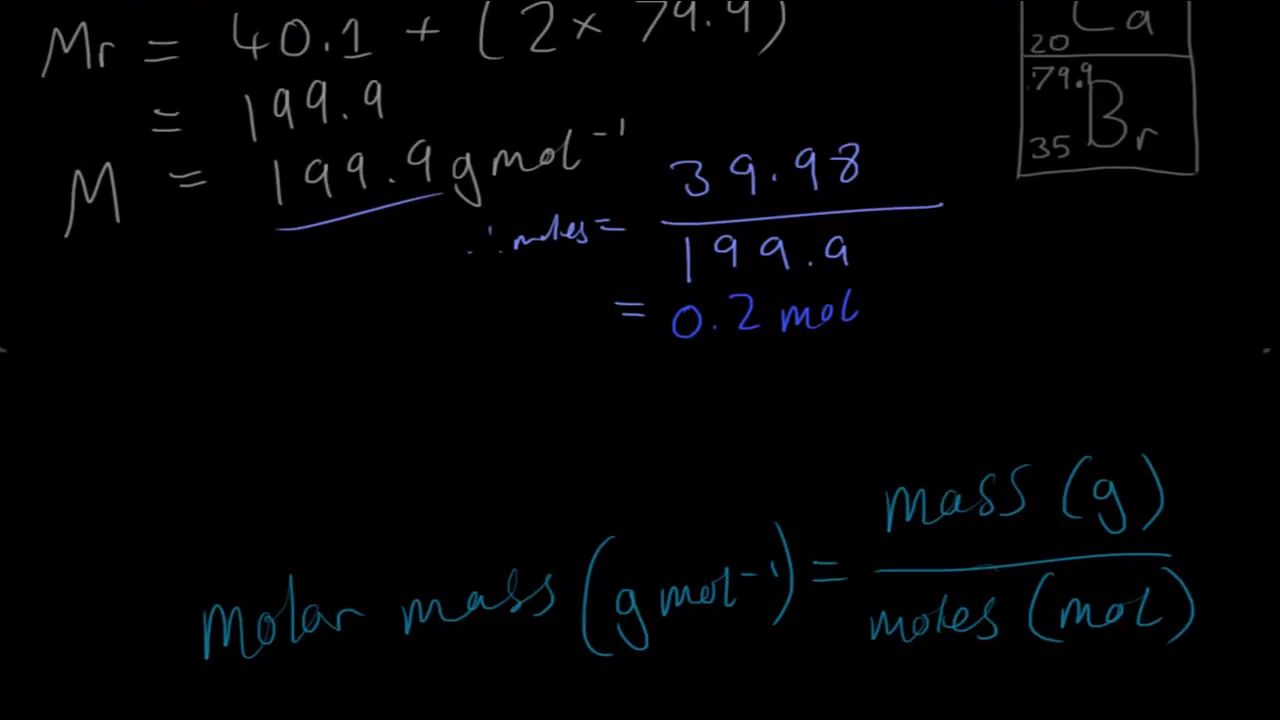 Mr = 40.1 + (2 x 79.9)
= 199.9
M = 199.9 g mol⁻¹
∴ moles = 39.98
199.9
= 0.2 mol
Ca
20
79.9
Br
35
molar mass (g mol⁻¹) = mass (g)
moles (mol)